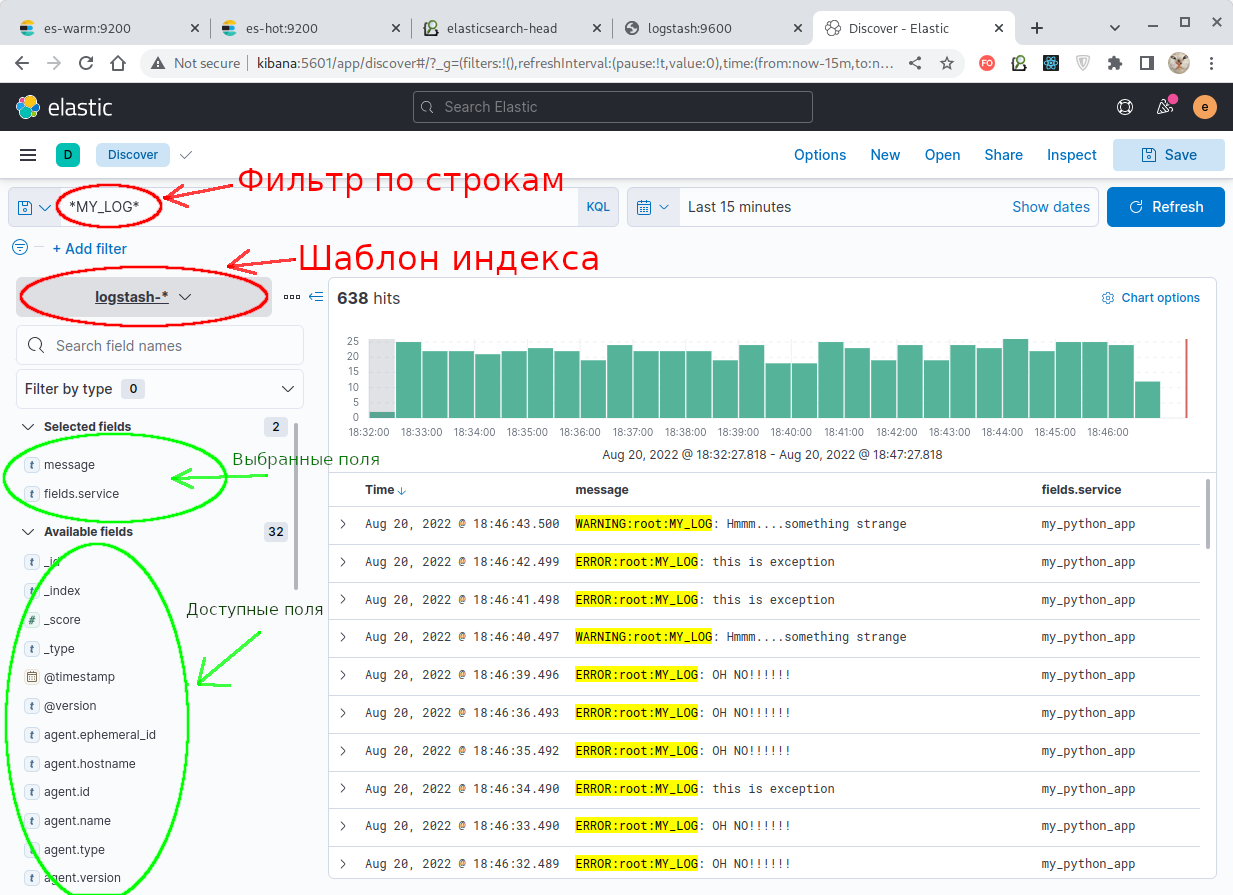 es-warm:9200
es-hot:9200
elasticsearch-head
logstash:9600
Discover - Elastic
Not secure
kibana:5601/app/discover#/?_g=(filters:!(),refreshInterval:(pause:!t,value:0),time:(from:now-15m,to:n...
FO
elastic
Search Elastic
e
D
Discover
Options
New
Open
Share
Inspect
Save
Фильтр по строкам
*MY_LOG*
KQL
Last 15 minutes
Show dates
Refresh
+ Add filter
Шаблон индекса
logstash-*
638 hits
Chart options
Search field names
Filter by type 0
Selected fields 2
t message
Выбранные поля
t fields.service
Available fields 32
t _id
t _index
Доступные поля
# _score
t _type
@timestamp
t @version
t agent.ephemeral_id
t agent.hostname
t agent.id
t agent.name
t agent.type
t agent.version
25
20
15
10
5
0
18:32:00 18:33:00 18:34:00 18:35:00 18:36:00 18:37:00 18:38:00 18:39:00 18:40:00 18:41:00 18:42:00 18:43:00 18:44:00 18:45:00 18:46:00
Aug 20, 2022 @ 18:32:27.818 - Aug 20, 2022 @ 18:47:27.818
Time message fields.service
Aug 20, 2022 @ 18:46:43.500 WARNING:root:MY_LOG: Hmmm....something strange my_python_app
Aug 20, 2022 @ 18:46:42.499 ERROR:root:MY_LOG: this is exception my_python_app
Aug 20, 2022 @ 18:46:41.498 ERROR:root:MY_LOG: this is exception my_python_app
Aug 20, 2022 @ 18:46:40.497 WARNING:root:MY_LOG: Hmmm....something strange my_python_app
Aug 20, 2022 @ 18:46:39.496 ERROR:root:MY_LOG: OH NO!!!!!! my_python_app
Aug 20, 2022 @ 18:46:36.493 ERROR:root:MY_LOG: OH NO!!!!!! my_python_app
Aug 20, 2022 @ 18:46:35.492 ERROR:root:MY_LOG: OH NO!!!!!! my_python_app
Aug 20, 2022 @ 18:46:34.490 ERROR:root:MY_LOG: this is exception my_python_app
Aug 20, 2022 @ 18:46:33.490 ERROR:root:MY_LOG: OH NO!!!!!! my_python_app
Aug 20, 2022 @ 18:46:32.489 ERROR:root:MY_LOG: OH NO!!!!!! my_python_app